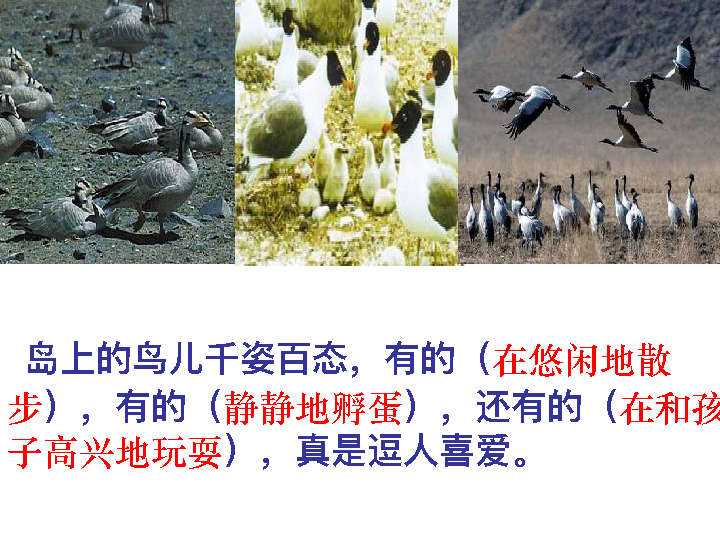 岛上的鸟儿千姿百态，有的（在悠闲地散
步），有的（静静地孵蛋），还有的（在和孩
子高兴地玩耍），真是逗人喜爱。